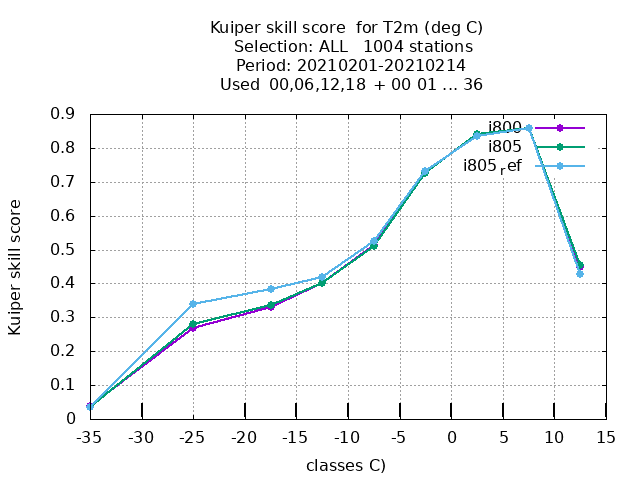 Kuiper skill score for T2m (deg C)
Selection: ALL 1004 stations
Period: 20210201-20210214
Used 00,06,12,18 + 00 01 ... 36
Kuiper skill score
0.9
0.8
0.7
0.6
0.5
0.4
0.3
0.2
0.1
0
i800
i805
i805ref
-35 -30 -25 -20 -15 -10 -5 0 5 10 15
classes C)